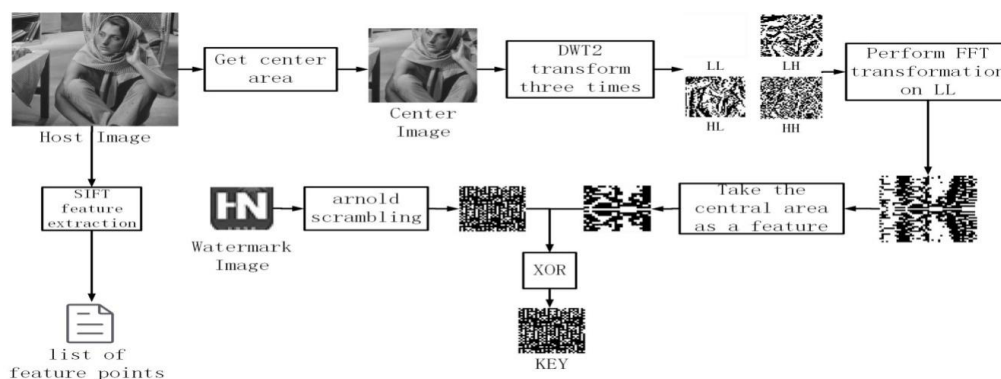 Host Image
Get center
area
Center
Image
DWT2
transform
three times
LL
LH
HL
HH
Perform FFT
transformation
on LL
SIFT
feature
extraction
list of
feature points
HN
Watermark
Image
arnold
scrambling
Take the
central area
as a feature
XOR
KEY